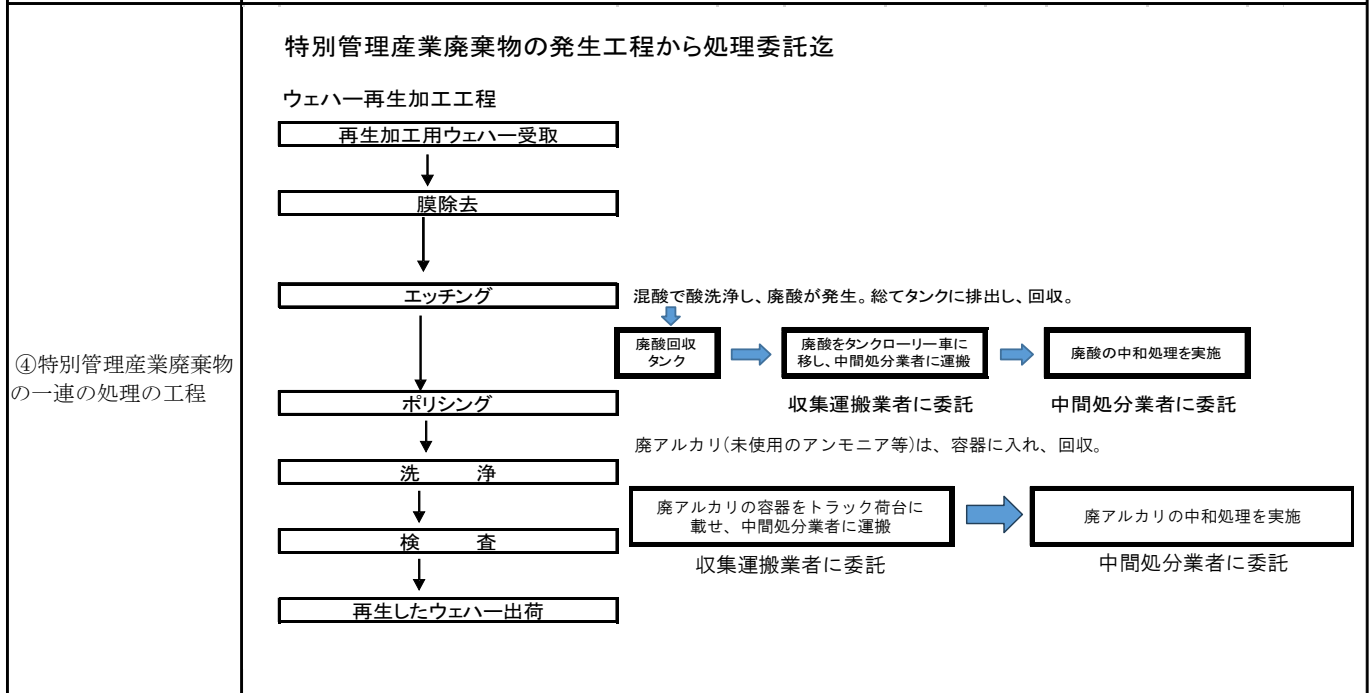 特別管理産業廃棄物の発生工程から処理委託迄
ウェハー再生加工工程
再生加工用ウェハー受取
膜除去
エッチング
混酸で酸洗浄し、廃酸が発生。総てタンクに排出し、回収。
廃酸回収
タンク
廃酸をタンクローリー車に
移し、中間処分業者に運搬
廃酸の中和処理を実施
④特別管理産業廃棄物
の一連の処理の工程
ポリシング
収集運搬業者に委託
中間処分業者に委託
廃アルカリ(未使用のアンモニア等)は、容器に入れ、回収。
洗　　浄
廃アルカリの容器をトラック荷台に
載せ、中間処分業者に運搬
廃アルカリの中和処理を実施
検　　査
収集運搬業者に委託
中間処分業者に委託
再生したウェハー出荷